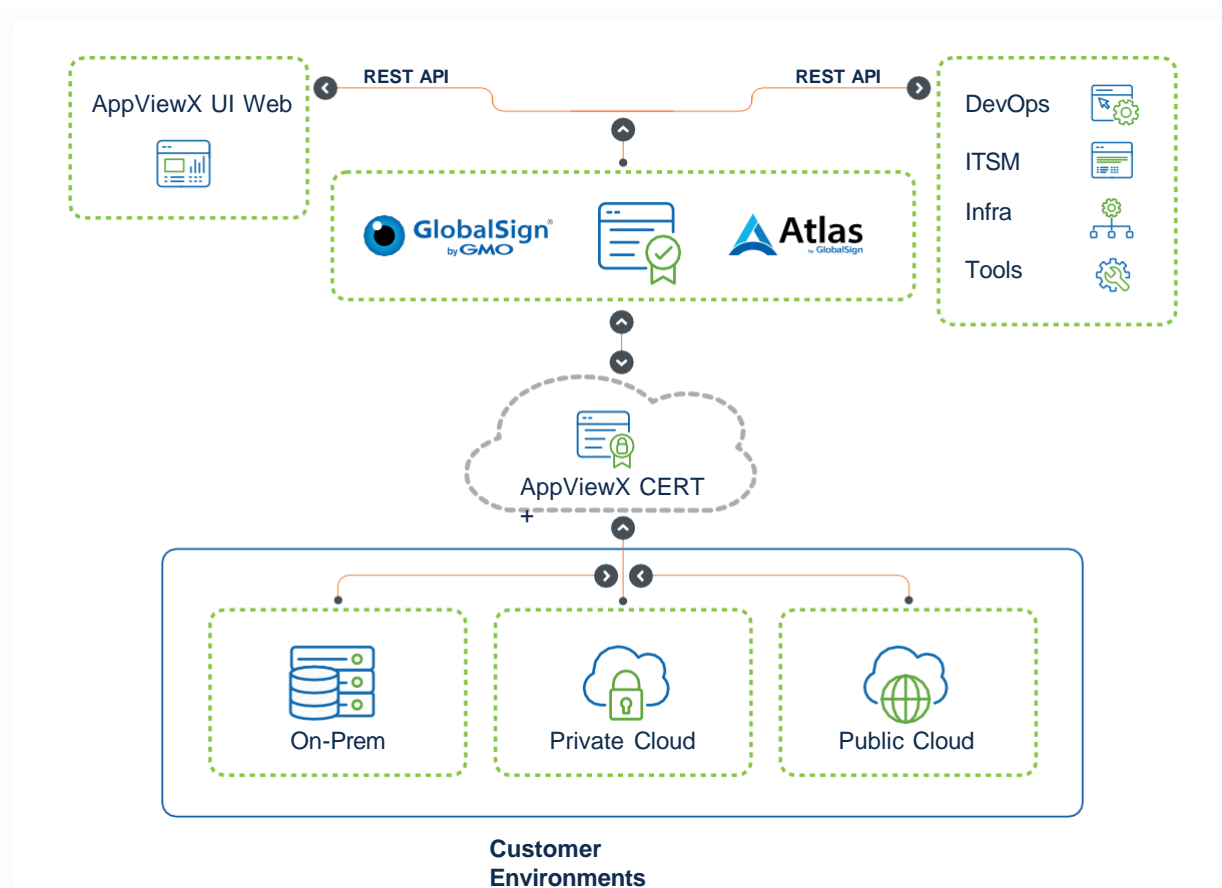 REST API
REST API
AppViewX UI Web
DevOps
ITSM
Infra
Tools
GlobalSign®
by GMO
Atlas
by GlobalSign
AppViewX CERT
+
On-Prem
Private Cloud
Public Cloud
Customer
Environments